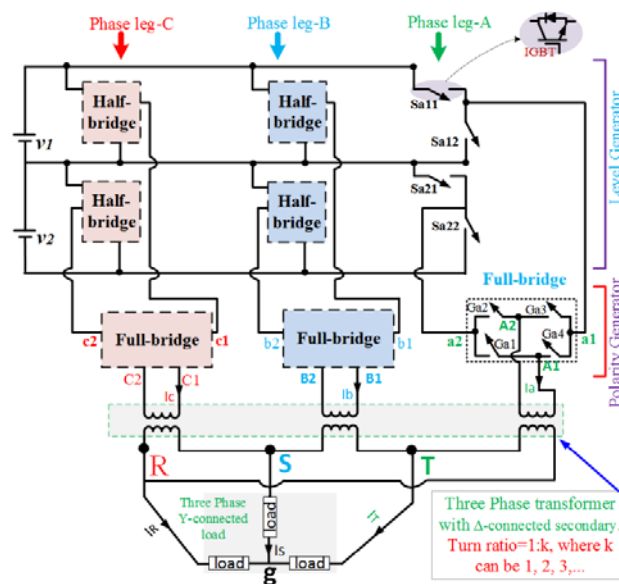 Phase leg-C
Phase leg-B
Phase leg-A
IGBT
Half-
bridge
Half-
bridge
Sa11
Sa12
v1
Half-
bridge
Half-
bridge
Sa21
Sa22
v2
Level Generator
Full-bridge
Ga2
Ga3
A2
Ga1
Ga4
A1
a2
a1
c2
c1
b2
b1
Full-bridge
Full-bridge
Polarity Generator
C2
C1
B2
B1
Ic
Ib
Ia
R
S
T
Three Phase
Y-connected
load
load
IR
IS
IT
load
load
g
Three Phase transformer
with Δ-connected secondary.
Turn ratio=1:k, where k
can be 1, 2, 3,...